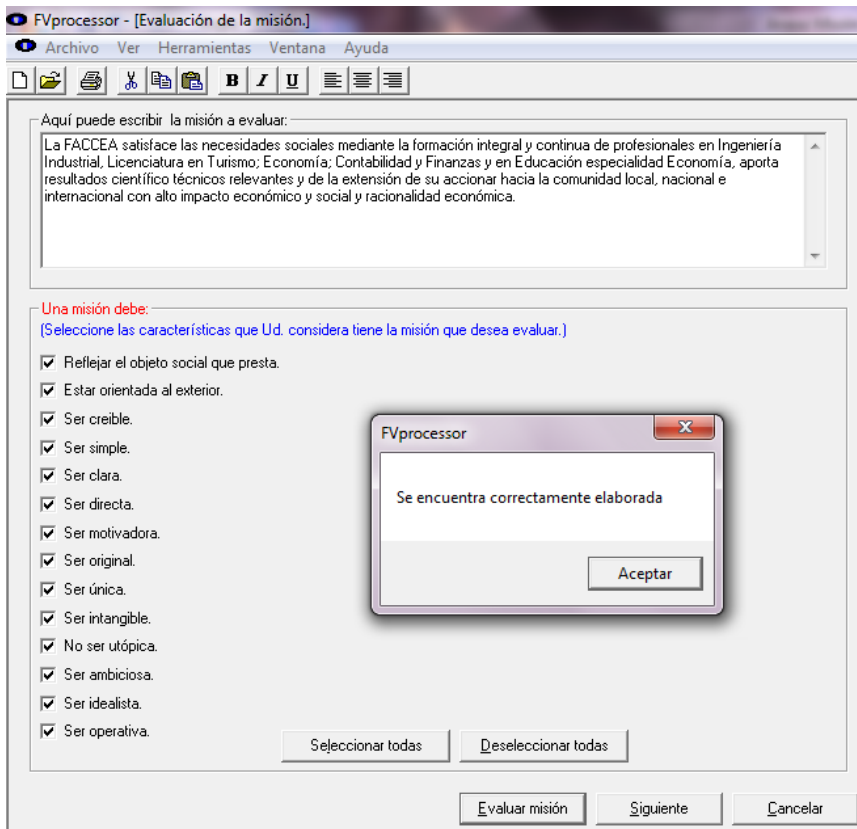 FVprocessor - [Evaluación de la misión.]
Archivo Ver Herramientas Ventana Ayuda
B I U
Aquí puede escribir la misión a evaluar:
La FACCEA satisface las necesidades sociales mediante la formación integral y continua de profesionales en Ingeniería
Industrial, Licenciatura en Turismo; Economía; Contabilidad y Finanzas y en Educación especialidad Economía, aporta
resultados científico técnicos relevantes y de la extensión de su accionar hacia la comunidad local, nacional e
internacional con alto impacto económico y social y racionalidad económica.
Una misión debe:
(Seleccione las características que Ud. considera tiene la misión que desea evaluar.)
Reflejar el objeto social que presta.
Estar orientada al exterior.
Ser creible.
Ser simple.
Ser clara.
Ser directa.
Ser motivadora.
Ser original.
Ser única.
Ser intangible.
No ser utópica.
Ser ambiciosa.
Ser idealista.
Ser operativa.
FVprocessor
Se encuentra correctamente elaborada
Aceptar
Seleccionar todas Deseleccionar todas
Evaluar misión Siguiente Cancelar